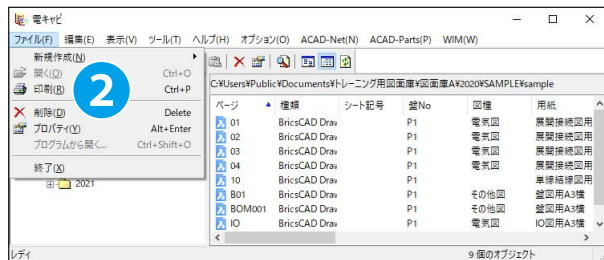 電キャビ
ファイル(F) 編集(E) 表示(V) ツール(T) ヘルプ(H) オプション(O) ACAD-Net(N) ACAD-Parts(P) WIM(W)
新規作成(N)
開く(O) Ctrl+O
印刷(R) Ctrl+P
削除(D) Delete
プロパティ(Y) Alt+Enter
プログラムから開く... Ctrl+Shift+O
終了(X)
2021
2
C:¥Users¥Public¥Documents¥トレーニング用図面庫¥図面庫A¥2020¥SAMPLE¥sample
ページ 種類 シート記号 盤No 図種 用紙
01 BricsCAD Draw P1 電気図 展開接続図用
02 BricsCAD Draw P1 電気図 展開接続図用
03 BricsCAD Draw P1 電気図 展開接続図用
04 BricsCAD Draw P1 電気図 展開接続図用
10 BricsCAD Draw P1 単線結線図用
B01 BricsCAD Draw P1 その他図 盤図用A3横
BOM001 BricsCAD Draw P1 その他図 盤図用A3横
IO BricsCAD Draw P1 電気図 IO図用A3横
レディ 9 個のオブジェクト